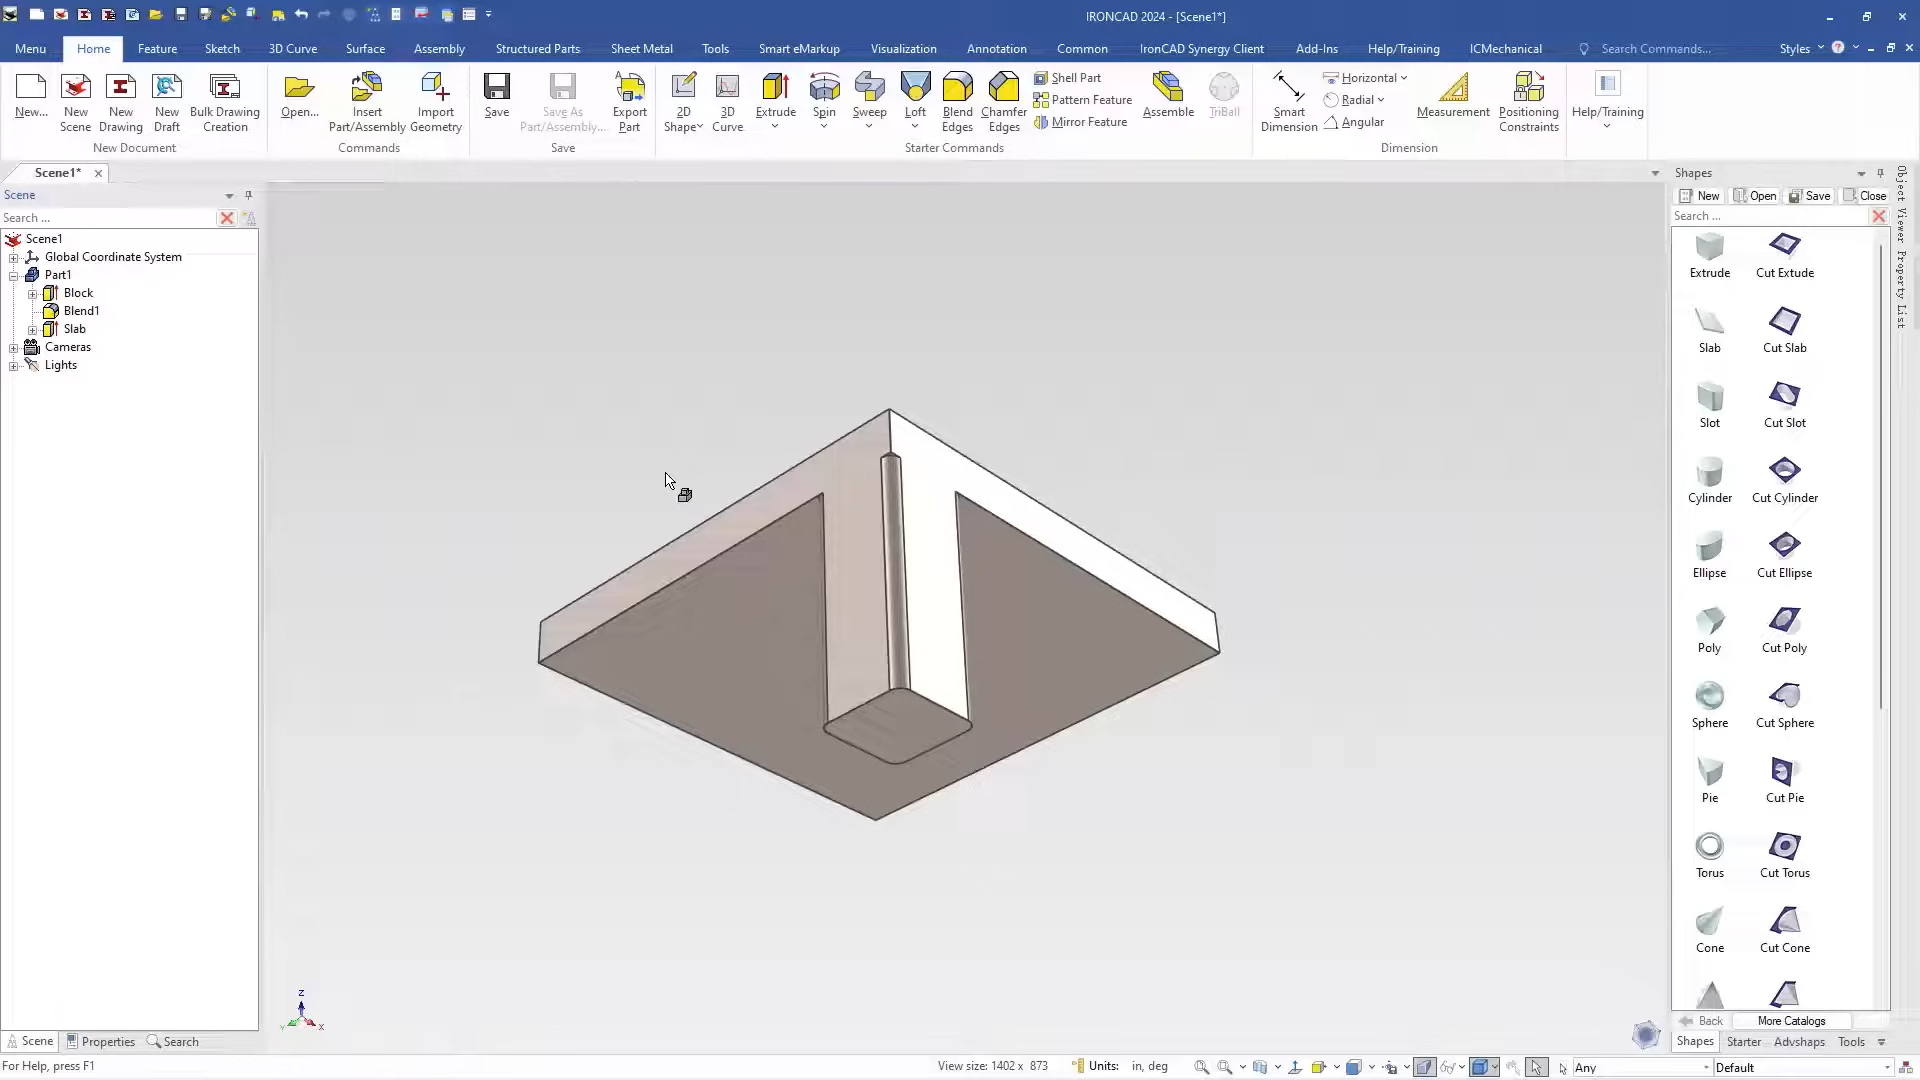 IRONCAD 2024 - [Scene1*]
Menu Home Feature Sketch 3D Curve Surface Assembly Structured Parts Sheet Metal Tools Smart eMarkup Visualization Annotation Common IronCAD Synergy Client Add-Ins Help/Training ICMechanical Search Commands... Styles
New... New Scene New Drawing New Draft Bulk Drawing Creation
New Document
Open... Insert Part/Assembly Import Geometry
Commands
Save Save As Part/Assembly... Export Part
Save
2D Shape 3D Curve Extrude Spin Sweep Loft Blend Edges Chamfer Edges
Shell Part
Pattern Feature
Mirror Feature
Assemble TriBall
Starter Commands
Smart Dimension
Horizontal
Radial
Angular
Measurement Positioning Constraints
Dimension
Help/Training
Scene1*
Scene
Search ...
Scene1
Global Coordinate System
Part1
Block
Blend1
Slab
Cameras
Lights
Z
Y
X
Shapes
New Open Save Close
Search ...
Extrude Cut Extude
Slab Cut Slab
Slot Cut Slot
Cylinder Cut Cylinder
Ellipse Cut Ellipse
Poly Cut Poly
Sphere Cut Sphere
Pie Cut Pie
Torus Cut Torus
Cone Cut Cone
Back More Catalogs
Shapes Starter Advshaps Tools
Object Viewer Property List
Scene Properties Search
For Help, press F1
View size: 1402 x 873
Units: in, deg
Any
Default